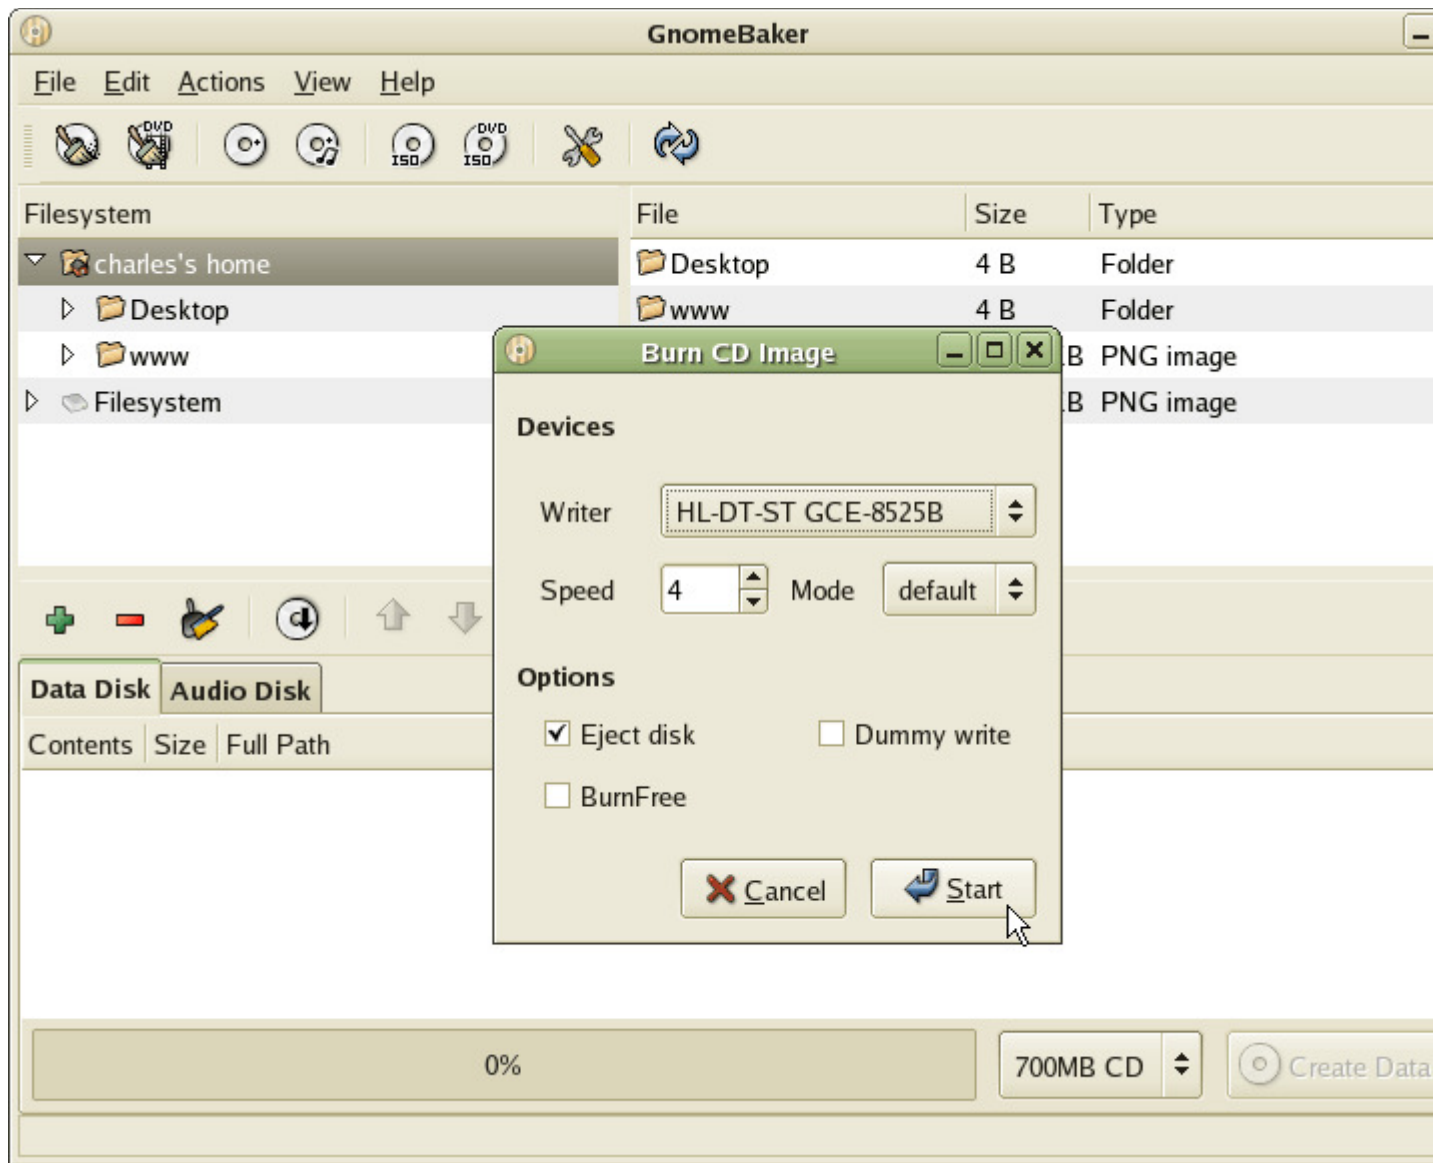 GnomeBaker
File Edit Actions View Help
DVD
ISO
DVD
ISO
Filesystem
File Size Type
charles's home
Desktop 4 B Folder
Desktop
www 4 B Folder
www
B PNG image
Filesystem
B PNG image
Burn CD Image
Devices
Writer HL-DT-ST GCE-8525B
Speed 4 Mode default
Options
Eject disk Dummy write
BurnFree
Cancel Start
Data Disk Audio Disk
Contents Size Full Path
0% 700MB CD Create Data